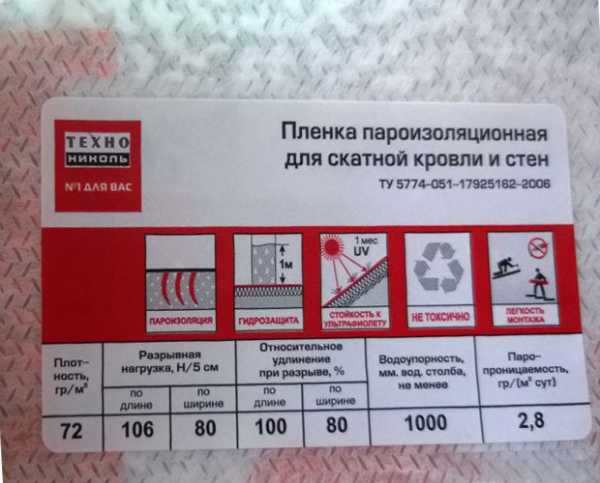 ТЕХНО
НИКОЛЬ
№1 ДЛЯ ВАС
Пленка пароизоляционная
для скатной кровли и стен
ТУ 5774-051-17925162-2006
1м
1 мес
UV
ПАРОИЗОЛЯЦИЯ
ГИДРОЗАЩИТА
СТОЙКОСТЬ К
УЛЬТРАФИОЛЕТУ
НЕ ТОКСИЧНО
ЛЕГКОСТЬ
МОНТАЖА
Плот-
ность,
гр/м²
Разрывная
нагрузка, Н/5 см
по
длине
по
ширине
Относительное
удлинение
при разрыве, %
по
длине
по
ширине
Водоупорность,
мм. вод. столба,
не менее
Паро-
проницаемость,
гр/(м² сут)
72 106 80 100 80 1000 2,8